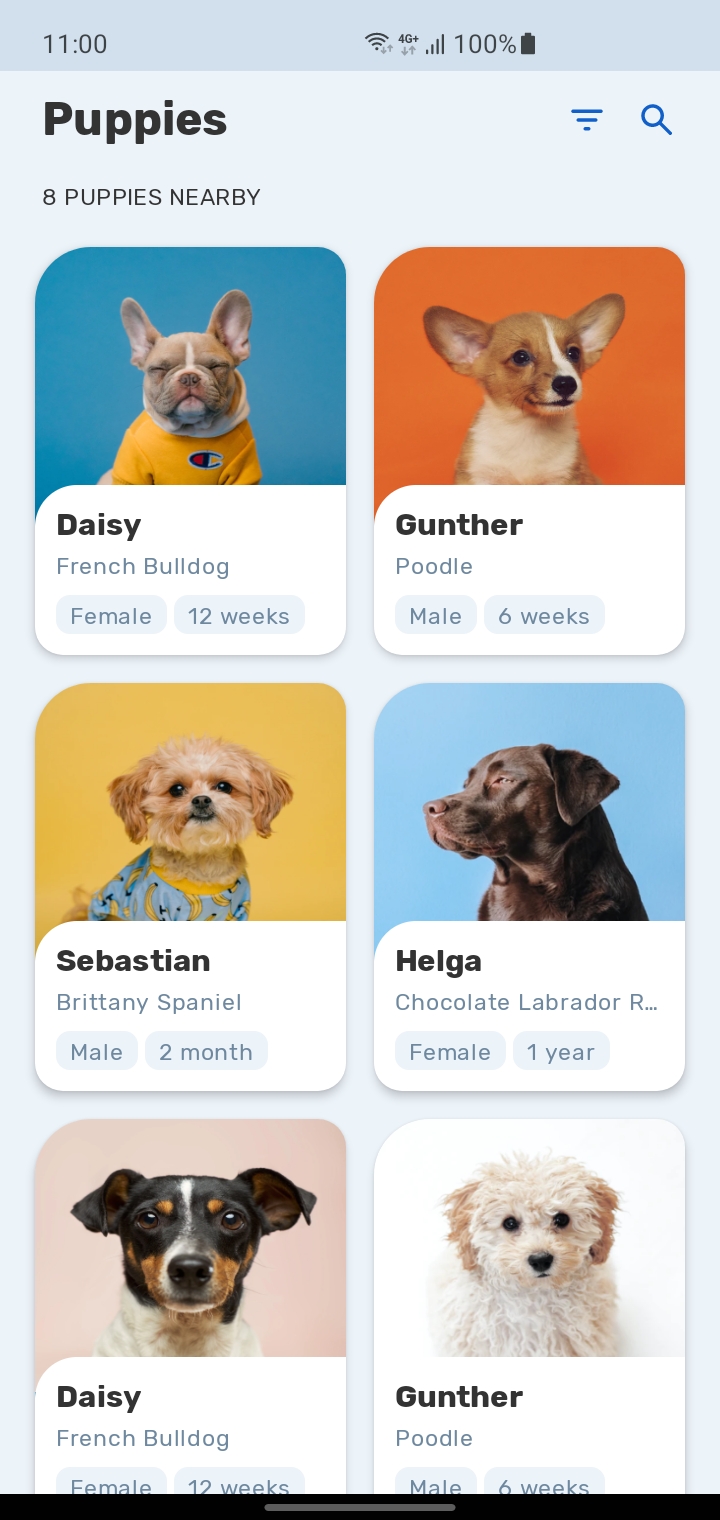 11:00 4G+ 100%
Puppies
8 PUPPIES NEARBY
Daisy
French Bulldog
Female 12 weeks
Gunther
Poodle
Male 6 weeks
Sebastian
Brittany Spaniel
Male 2 month
Helga
Chocolate Labrador R...
Female 1 year
Daisy
French Bulldog
Female 12 weeks
Gunther
Poodle
Male 6 weeks